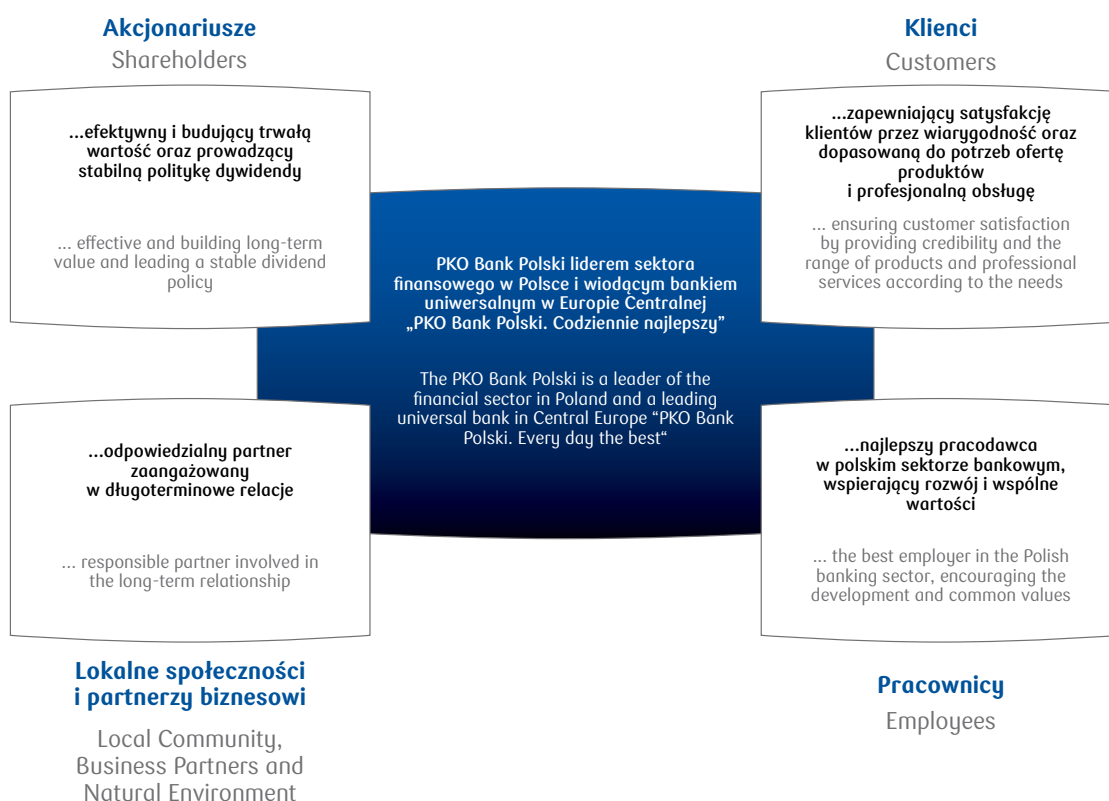 Akcjonariusze
Shareholders
...efektywny i budujący trwałą
wartość oraz prowadzący
stabilną politykę dywidendy
... effective and building long-term
value and leading a stable dividend
policy
Klienci
Customers
...zapewniający satysfakcję
klientów przez wiarygodność oraz
dopasowaną do potrzeb ofertę
produktów
i profesjonalną obsługę
... ensuring customer satisfaction
by providing credibility and the
range of products and professional
services according to the needs
PKO Bank Polski liderem sektora
finansowego w Polsce i wiodącym bankiem
uniwersalnym w Europie Centralnej
„PKO Bank Polski. Codziennie najlepszy”
The PKO Bank Polski is a leader of the
financial sector in Poland and a leading
universal bank in Central Europe “PKO Bank
Polski. Every day the best“
...odpowiedzialny partner
zaangażowany
w długoterminowe relacje
... responsible partner involved in
the long-term relationship
Lokalne społeczności
i partnerzy biznesowi
Local Community,
Business Partners and
Natural Environment
...najlepszy pracodawca
w polskim sektorze bankowym,
wspierający rozwój i wspólne
wartości
... the best employer in the Polish
banking sector, encouraging the
development and common values
Pracownicy
Employees